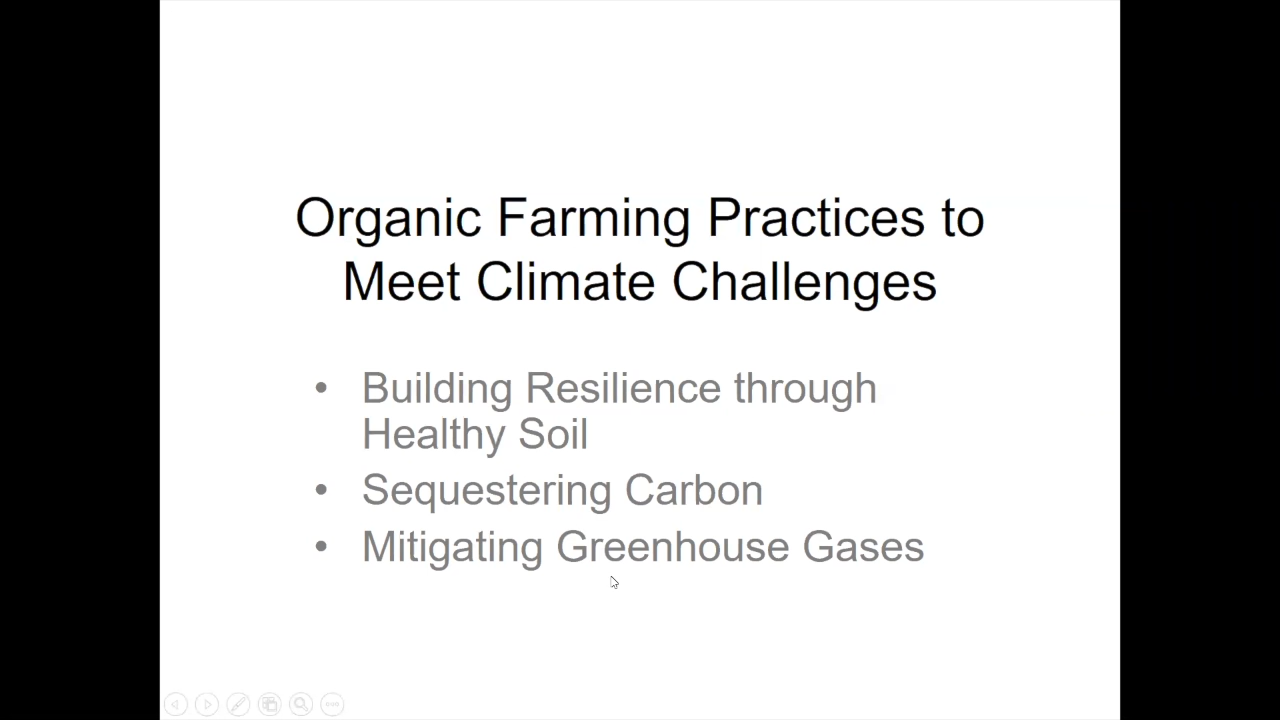 Organic Farming Practices to
Meet Climate Challenges
• Building Resilience through
Healthy Soil
• Sequestering Carbon
• Mitigating Greenhouse Gases